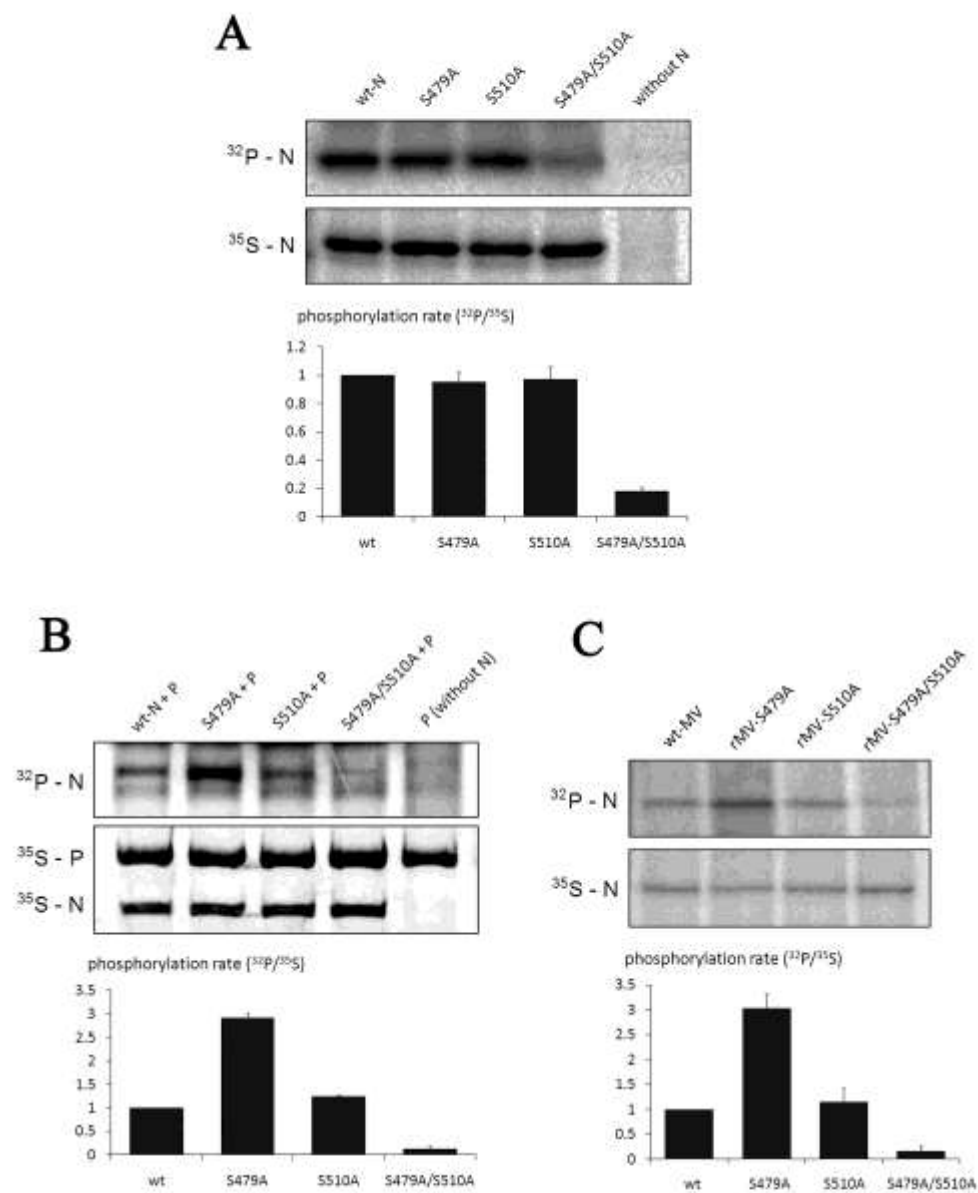 A
wt-N S479A S510A S479A/S510A without N
32P - N
35S - N
phosphorylation rate (32P/35S)
1.2
1
0.8
0.6
0.4
0.2
0
wt S479A S510A S479A/S510A
B
wt-N + P S479A + P S510A + P S479A/S510A + P P (without N)
32P - N
35S - P
35S - N
phosphorylation rate (32P/35S)
3.5
3
2.5
2
1.5
1
0.5
0
wt S479A S510A S479A/S510A
C
wt-MV rMV-S479A rMV-S510A rMV-S479A/S510A
32P - N
35S - N
phosphorylation rate (32P/35S)
3.5
3
2.5
2
1.5
1
0.5
0
wt S479A S510A S479A/S510A